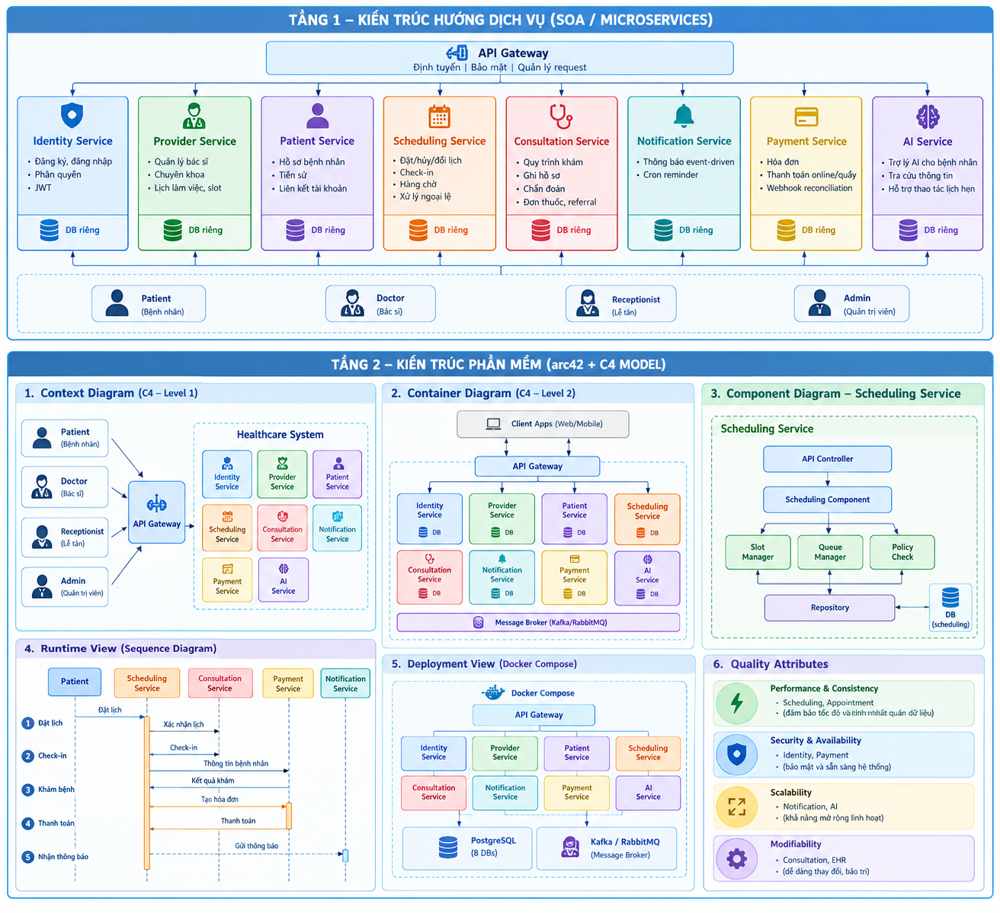 TẦNG 1 – KIẾN TRÚC HƯỚNG DỊCH VỤ (SOA / MICROSERVICES)
API Gateway
Định tuyến | Bảo mật | Quản lý request
Identity Service
• Đăng ký, đăng nhập
• Phân quyền
• JWT
DB riêng
Provider Service
• Quản lý bác sĩ
• Chuyên khoa
• Lịch làm việc, slot
DB riêng
Patient Service
• Hồ sơ bệnh nhân
• Tiền sử
• Liên kết tài khoản
DB riêng
Scheduling Service
• Đặt/hủy/đổi lịch
• Check-in
• Hàng chờ
• Xử lý ngoại lệ
DB riêng
Consultation Service
• Quy trình khám
• Ghi hồ sơ
• Chẩn đoán
• Đơn thuốc, referral
DB riêng
Notification Service
• Thông báo event-driven
• Cron reminder
DB riêng
Payment Service
• Hóa đơn
• Thanh toán online/quầy
• Webhook reconciliation
DB riêng
AI Service
• Trợ lý AI cho bệnh nhân
• Tra cứu thông tin
• Hỗ trợ thao tác lịch hẹn
DB riêng
Patient
(Bệnh nhân)
Doctor
(Bác sĩ)
Receptionist
(Lễ tân)
Admin
(Quản trị viên)
TẦNG 2 – KIẾN TRÚC PHẦN MỀM (arc42 + C4 MODEL)
1. Context Diagram (C4 – Level 1)
Patient
(Bệnh nhân)
Doctor
(Bác sĩ)
Receptionist
(Lễ tân)
Admin
(Quản trị viên)
API Gateway
Healthcare System
Identity
Service
Provider
Service
Patient
Service
Scheduling
Service
Consultation
Service
Notification
Service
Payment
Service
AI
Service
2. Container Diagram (C4 – Level 2)
Client Apps (Web/Mobile)
API Gateway
Identity
Service
DB
Provider
Service
DB
Patient
Service
DB
Scheduling
Service
DB
Consultation
Service
DB
Notification
Service
DB
Payment
Service
DB
AI
Service
DB
Message Broker (Kafka/RabbitMQ)
3. Component Diagram – Scheduling Service
Scheduling Service
API Controller
Scheduling Component
Slot
Manager
Queue
Manager
Policy
Check
Repository
DB
(scheduling)
4. Runtime View (Sequence Diagram)
Patient
Scheduling
Service
Consultation
Service
Payment
Service
Notification
Service
Đặt lịch
1 Đặt lịch
Xác nhận lịch
Check-in
2 Check-in
Thông tin bệnh nhân
Kết quả khám
3 Khám bệnh
Tạo hóa đơn
Thanh toán
4 Thanh toán
Gửi thông báo
5 Nhận thông báo
5. Deployment View (Docker Compose)
Docker Compose
API Gateway
Identity
Service
Provider
Service
Patient
Service
Scheduling
Service
Consultation
Service
Notification
Service
Payment
Service
AI
Service
PostgreSQL
(8 DBs)
Kafka / RabbitMQ
(Message Broker)
6. Quality Attributes
Performance & Consistency
• Scheduling, Appointment
• (đảm bảo tốc độ nhất quán dữ liệu)
Security & Availability
• Identity, Payment
• (bảo mật và sẵn sàng hệ thống)
Scalability
• Notification, AI
• (khả năng mở rộng linh hoạt)
Modifiability
• Consultation, EHR
• (dễ dàng thay đổi, bảo trì)